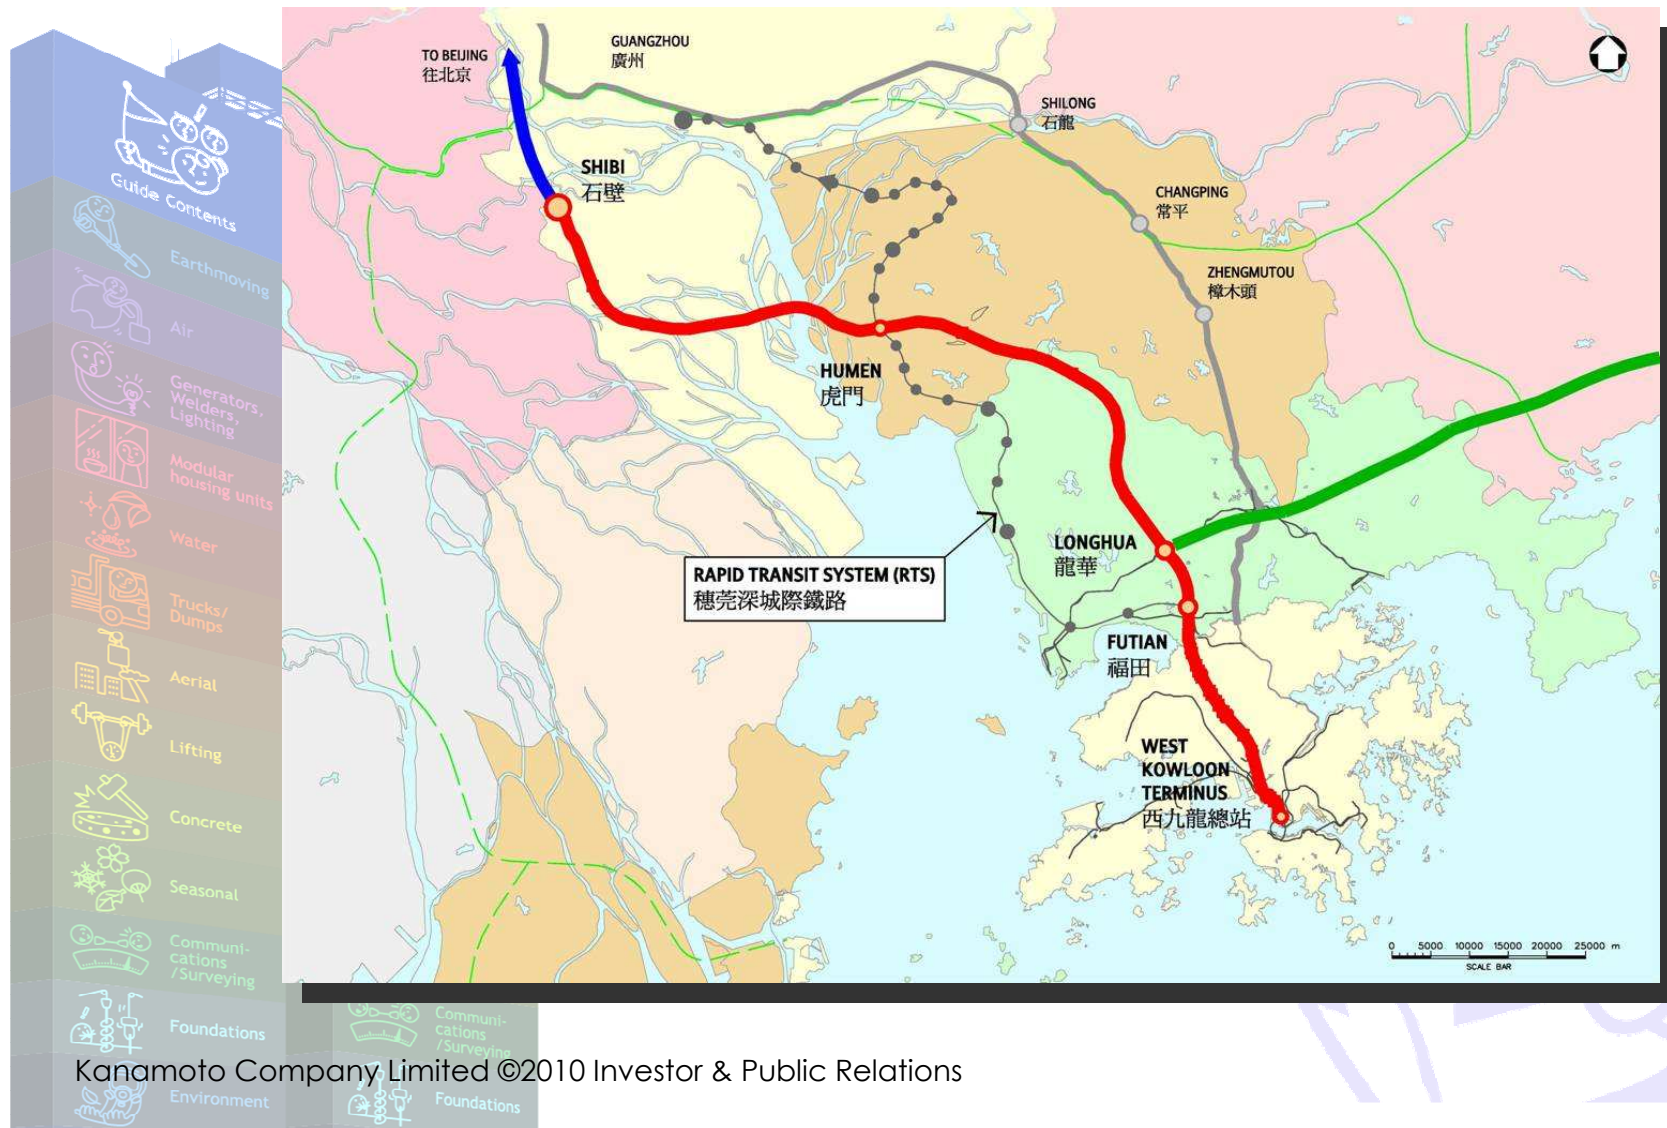 TO BEIJING
往北京
GUANGZHOU
廣州
SHILONG
石龍
SHIBI
石壁
CHANGPING
常平
ZHENGMUTOU
樟木頭
HUMEN
虎門
RAPID TRANSIT SYSTEM (RTS)
穗莞深城際鐵路
LONGHUA
龍華
FUTIAN
福田
WEST
KOWLOON
TERMINUS
西九龍總站
0 5000 10000 15000 20000 25000 m
SCALE BAR
Guide Contents
Earthmoving
Air
Generators,
Welders,
Lighting
Modular
housing units
Water
Trucks/
Dumps
Aerial
Lifting
Concrete
Seasonal
Communi-
cations
/Surveying
Foundations
Environment
Communi-
cations
/Surveying
Foundations
Kanamoto Company Limited ©2010 Investor & Public Relations